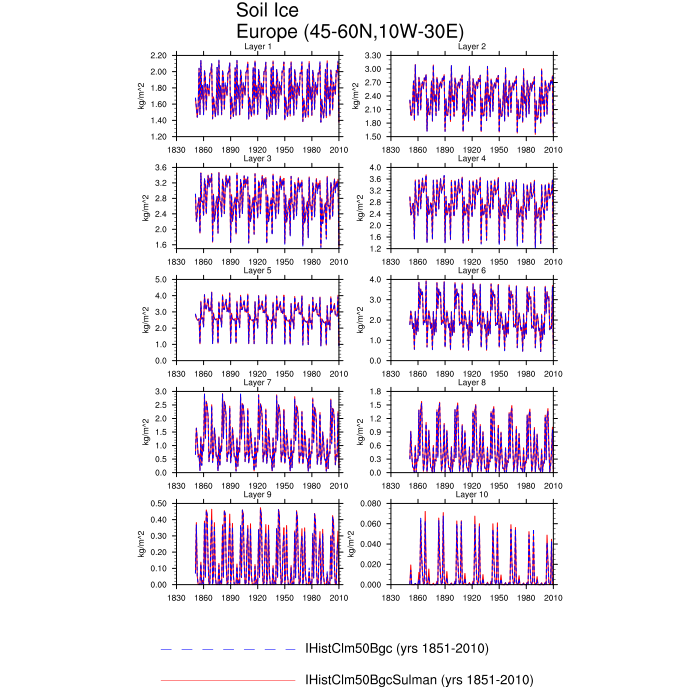 Soil Ice
Europe (45-60N,10W-30E)
Layer 1
2.20
2.00
1.80
1.60
1.40
1.20
kg/m^2
1830 1860 1890 1920 1950 1980 2010
Layer 2
3.30
3.00
2.70
2.40
2.10
1.80
1.50
kg/m^2
1830 1860 1890 1920 1950 1980 2010
Layer 3
3.6
3.2
2.8
2.4
2.0
1.6
kg/m^2
1830 1860 1890 1920 1950 1980 2010
Layer 4
4.0
3.6
3.2
2.8
2.4
2.0
1.6
1.2
kg/m^2
1830 1860 1890 1920 1950 1980 2010
Layer 5
5.0
4.0
3.0
2.0
1.0
0.0
kg/m^2
1830 1860 1890 1920 1950 1980 2010
Layer 6
4.0
3.0
2.0
1.0
0.0
kg/m^2
1830 1860 1890 1920 1950 1980 2010
Layer 7
3.0
2.5
2.0
1.5
1.0
0.5
0.0
kg/m^2
1830 1860 1890 1920 1950 1980 2010
Layer 8
1.8
1.5
1.2
0.9
0.6
0.3
0.0
kg/m^2
1830 1860 1890 1920 1950 1980 2010
Layer 9
0.50
0.40
0.30
0.20
0.10
0.00
kg/m^2
1830 1860 1890 1920 1950 1980 2010
Layer 10
0.080
0.060
0.040
0.020
0.000
kg/m^2
1830 1860 1890 1920 1950 1980 2010
IHistClm50Bgc (yrs 1851-2010)
IHistClm50BgcSulman (yrs 1851-2010)